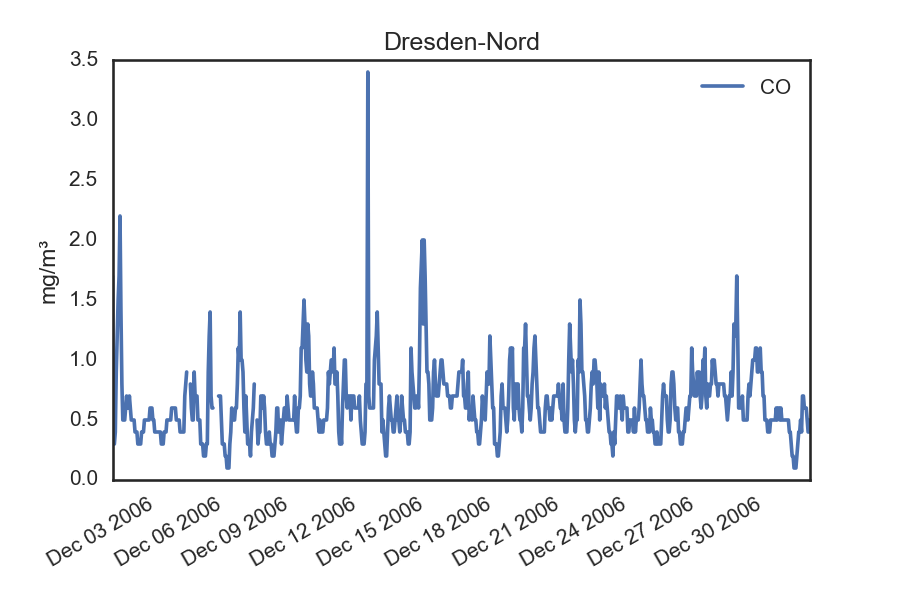 Dresden-Nord
3.5
3.0
2.5
2.0
1.5
1.0
0.5
0.0
mg/m³
CO
Dec 03 2006
Dec 06 2006
Dec 09 2006
Dec 12 2006
Dec 15 2006
Dec 18 2006
Dec 21 2006
Dec 24 2006
Dec 27 2006
Dec 30 2006